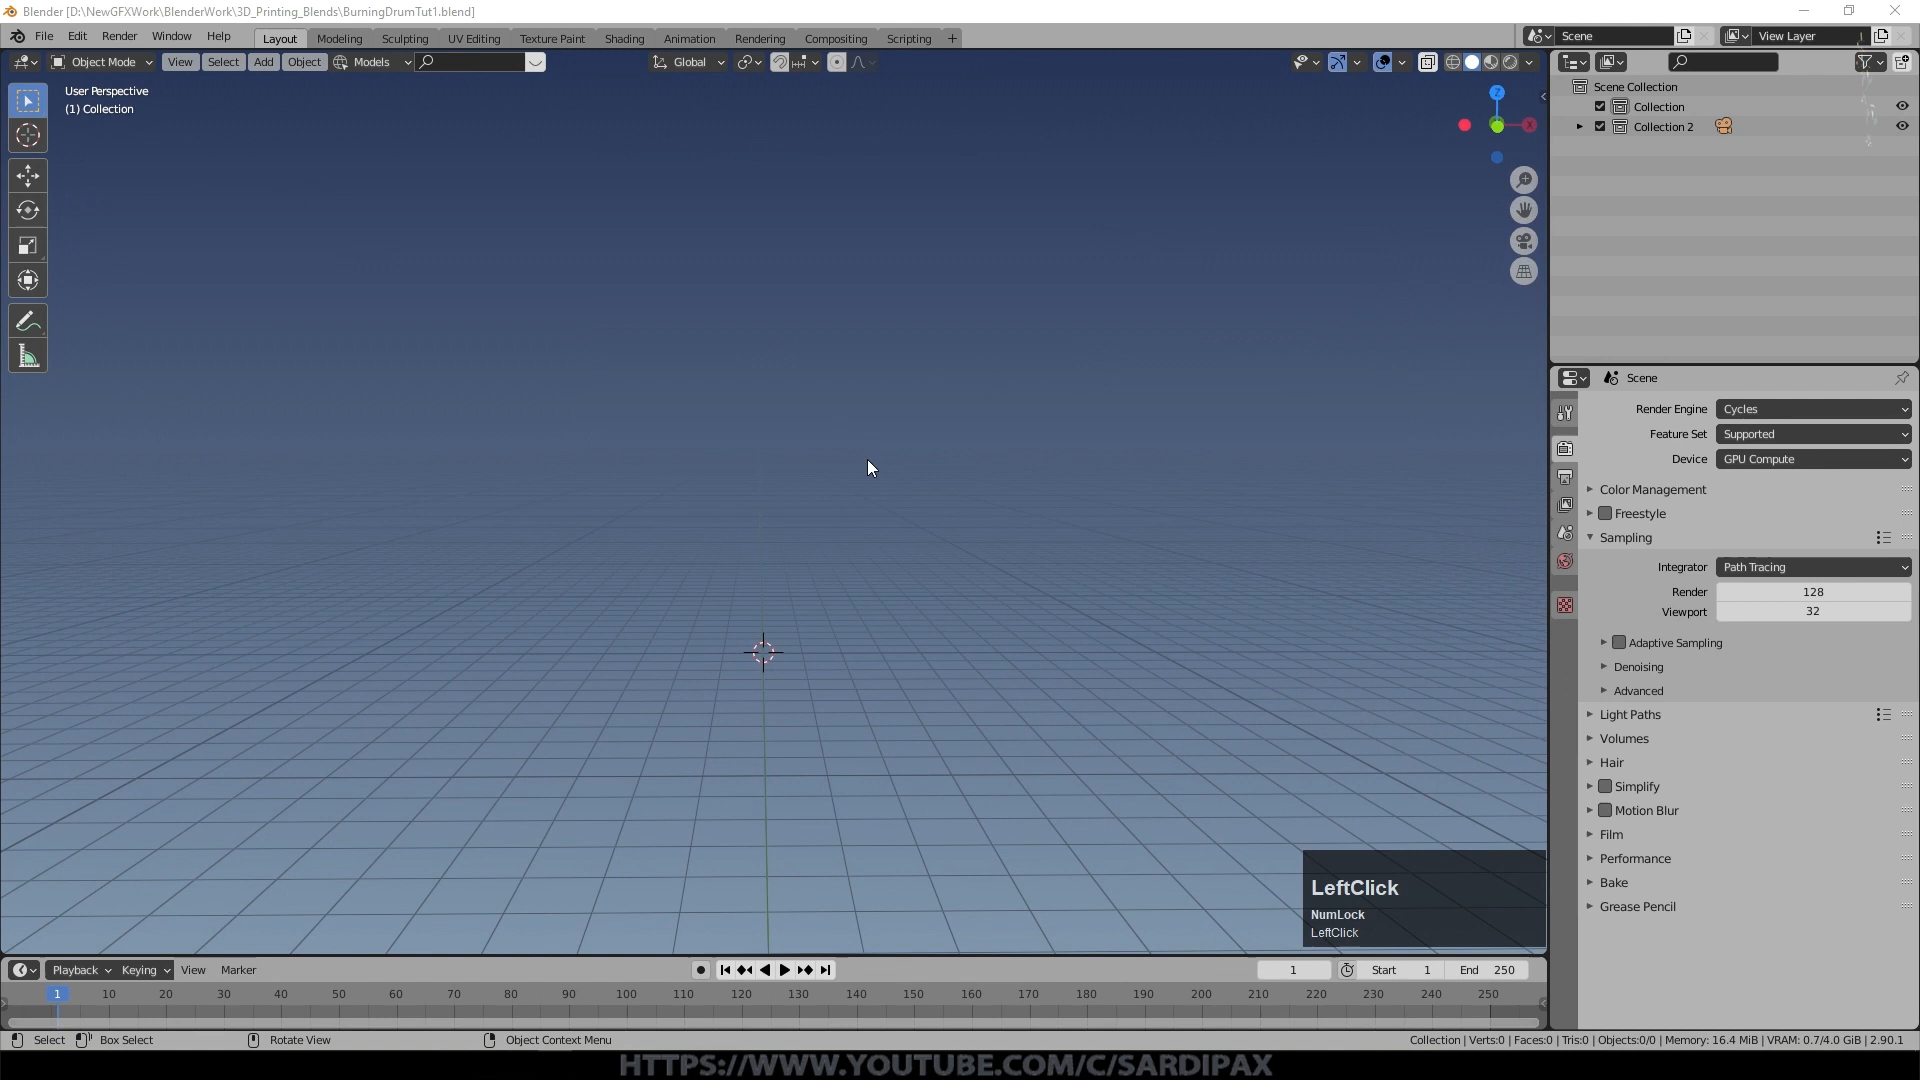 Blender [D:\NewGFXWork\BlenderWork\3D_Printing_Blends\BurningDrumTut1.blend]
File Edit Render Window Help Layout Modeling Sculpting UV Editing Texture Paint Shading Animation Rendering Compositing Scripting + Scene View Layer
Object Mode View Select Add Object Models Global
User Perspective
(1) Collection
Z
X
Scene Collection
Collection
Collection 2
Scene
Render Engine Cycles
Feature Set Supported
Device GPU Compute
Color Management
Freestyle
Sampling
Integrator Path Tracing
Render 128
Viewport 32
Adaptive Sampling
Denoising
Advanced
Light Paths
Volumes
Hair
Simplify
Motion Blur
Film
Performance
Bake
Grease Pencil
LeftClick
NumLock
LeftClick
Playback Keying View Marker 1 Start 1 End 250
1 10 20 30 40 50 60 70 80 90 100 110 120 130 140 150 160 170 180 190 200 210 220 230 240 250
Select Box Select Rotate View Object Context Menu Collection | Verts:0 | Faces:0 | Tris:0 | Objects:0/0 | Memory: 16.4 MiB | VRAM: 0.7/4.0 GiB | 2.90.1
HTTPS://WWW.YOUTUBE.COM/C/SARDIPAX